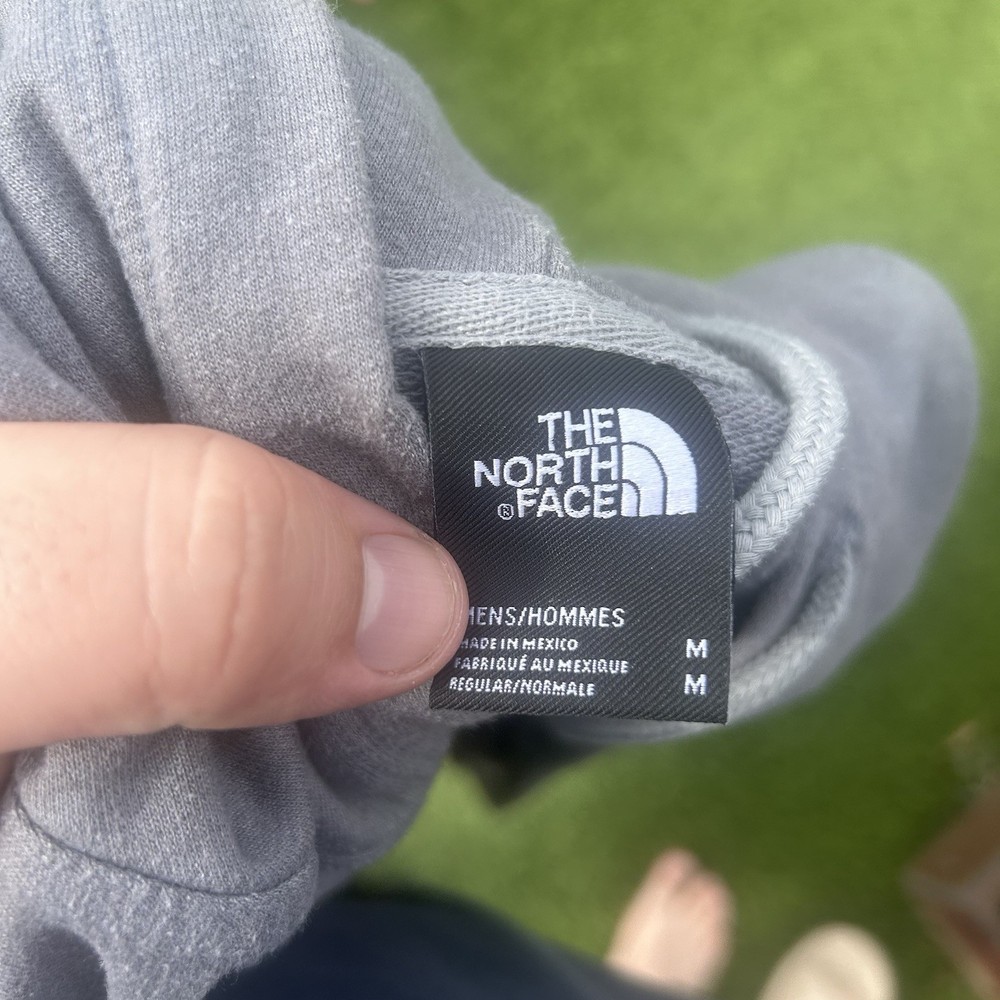 THE
NORTH
®FACE
MENS/HOMMES
MADE IN MEXICO M
FABRIQUÉ AU MEXIQUE
REGULAR/NORMALE M